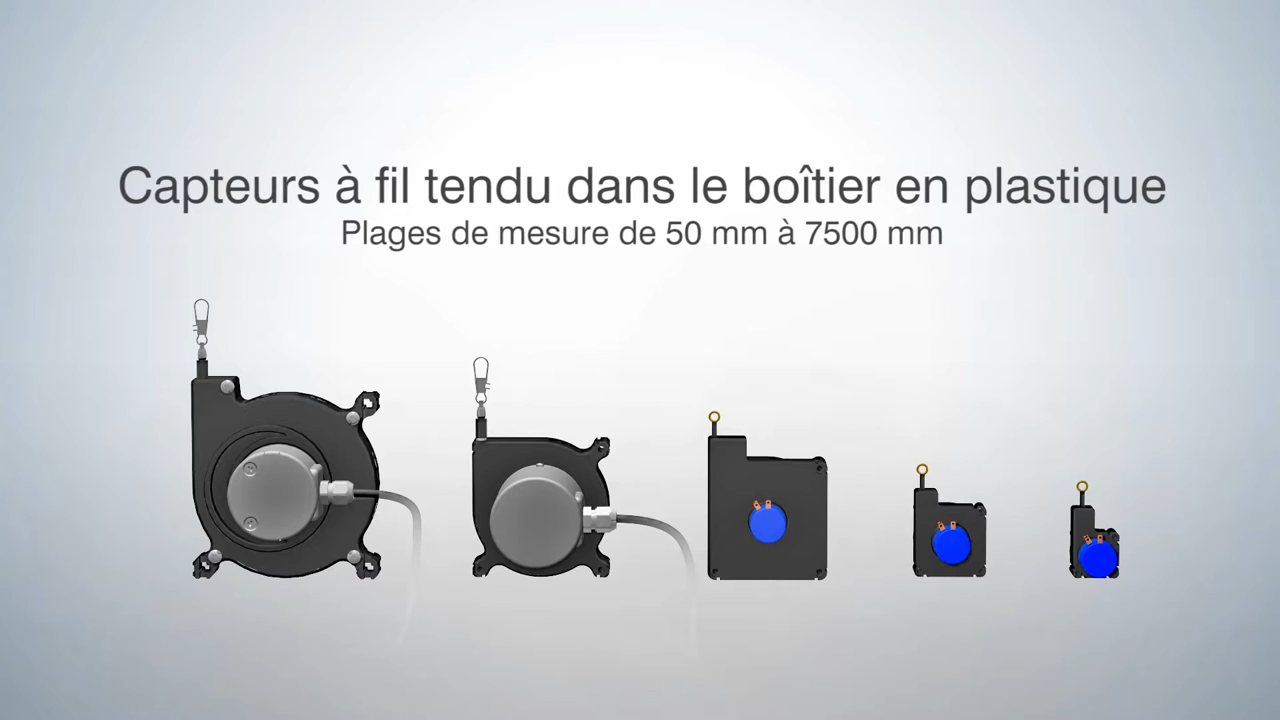 Capteurs à fil tendu dans le boîtier en plastique
Plages de mesure de 50 mm à 7500 mm